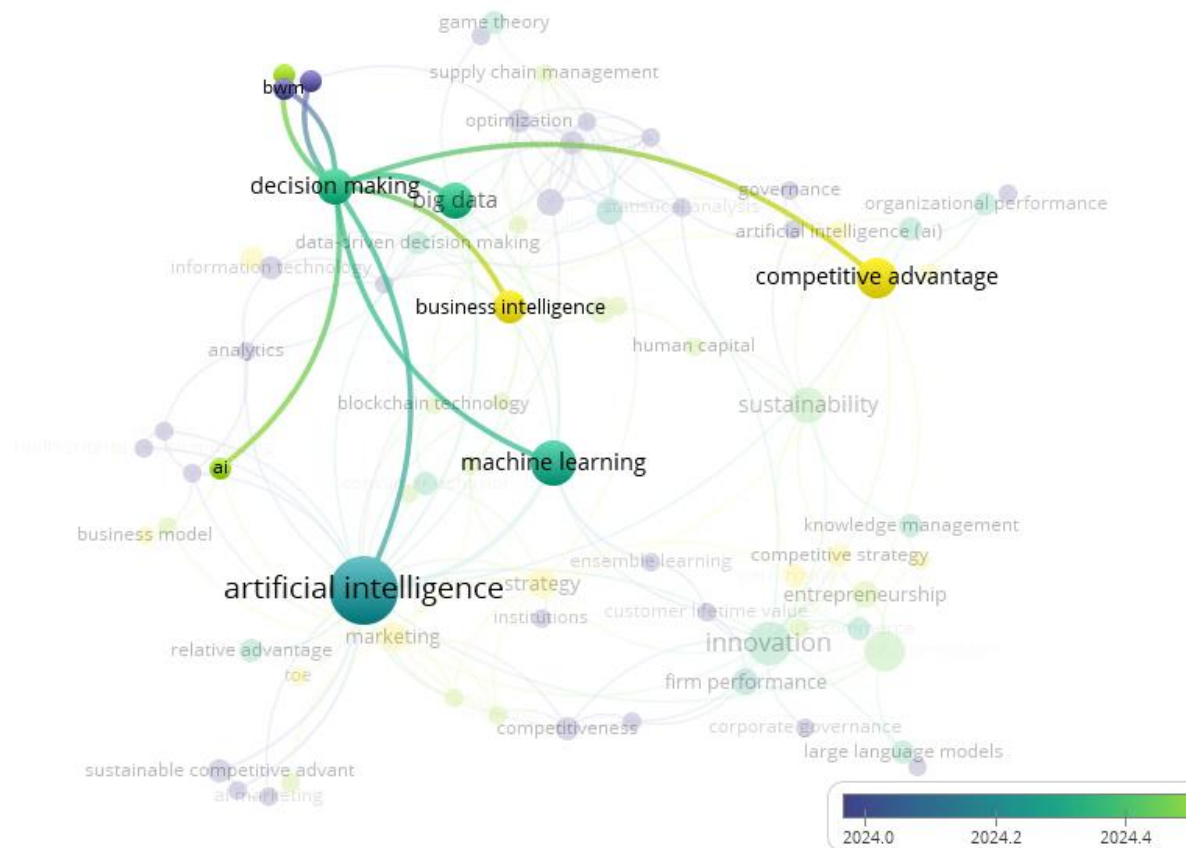 game theory
supply chain management
bwm
optimization
decision making
big data
governance
organizational performance
statistical analysis
artificial intelligence (ai)
data-driven decision making
information technology
competitive advantage
business intelligence
human capital
analytics
blockchain technology
sustainability
machine learning
ai
business model
knowledge management
competitive strategy
ensemble learning
artificial intelligence
strategy
entrepreneurship
customer lifetime value
institutions
marketing
innovation
relative advantage
toe
firm performance
competitiveness
corporate governance
large language models
sustainable competitive advant
ai marketing
2024.0 2024.2 2024.4